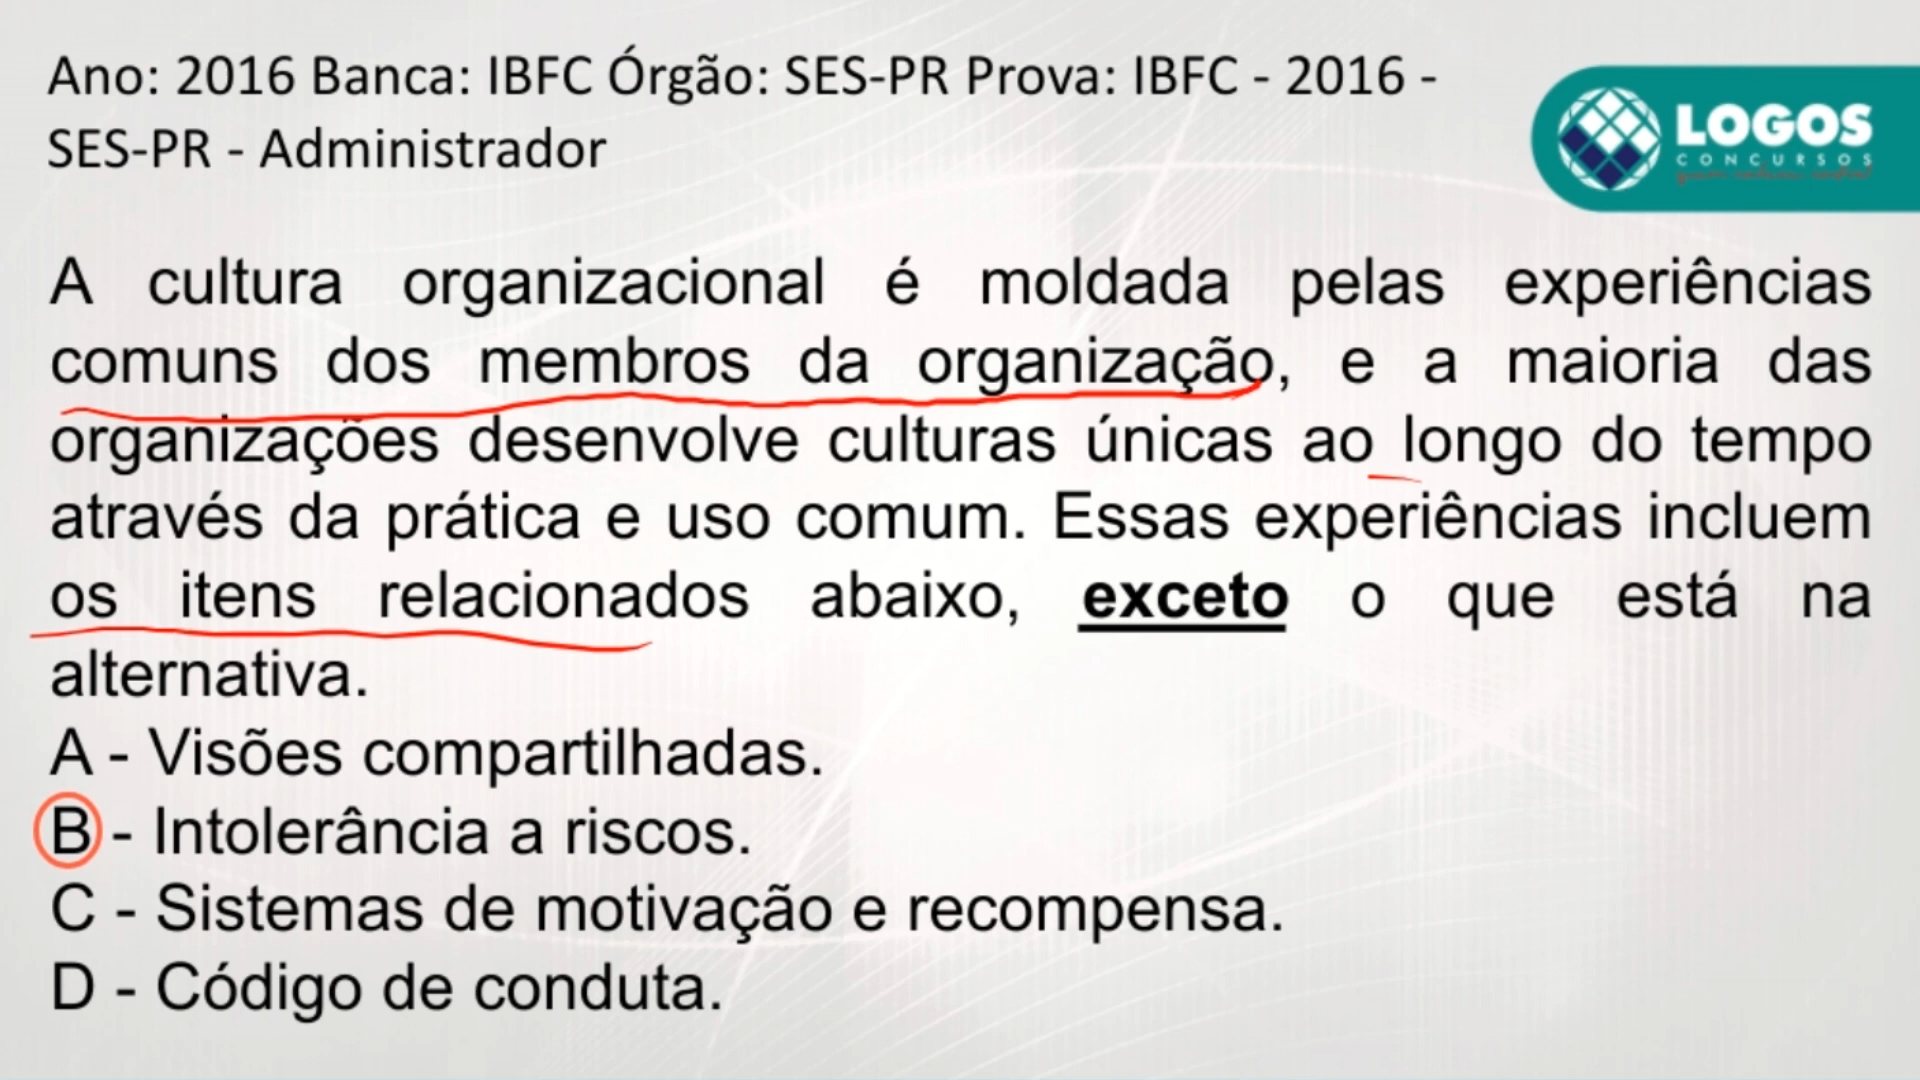 Ano: 2016 Banca: IBFC Órgão: SES-PR Prova: IBFC - 2016 -
SES-PR - Administrador
LOGOS
CONCURSOS
A cultura organizacional é moldada pelas experiências
comuns dos membros da organização, e a maioria das
organizações desenvolve culturas únicas ao longo do tempo
através da prática e uso comum. Essas experiências incluem
os itens relacionados abaixo, exceto o que está na
alternativa.
A - Visões compartilhadas.
B - Intolerância a riscos.
C - Sistemas de motivação e recompensa.
D - Código de conduta.